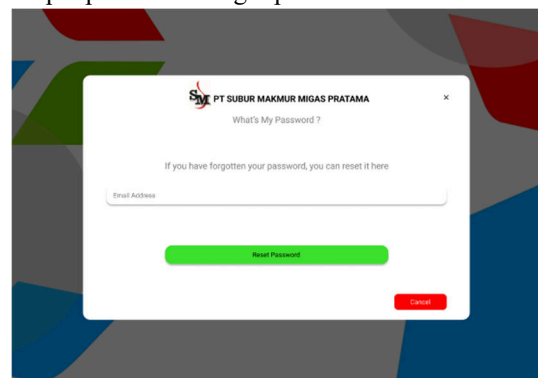 SM PT SUBUR MAKMUR MIGAS PRATAMA ×
What's My Password ?
If you have forgotten your password, you can reset it here
Email Address
Reset Password
Cancel